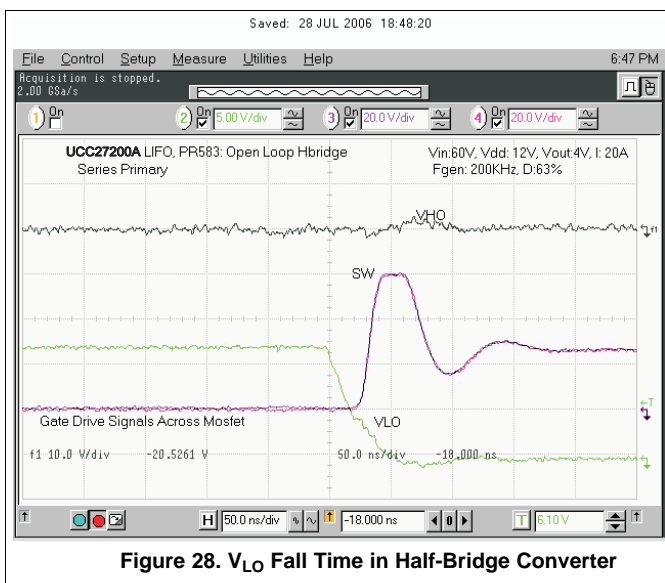 Saved: 28 JUL 2006 18:48:20
File Control Setup Measure Utilities Help 6:47 PM
Acquisition is stopped.
2.00 GSa/s
1 On 2 On 5.00 V/div 3 On 20.0 V/div 4 On 20.0 V/div
UCC27200A LIFO, PR583: Open Loop Hbridge Vin:60V, Vdd: 12V, Vout:4V, I: 20A
Series Primary Fgen: 200KHz, D:63%
VHO
f1
SW
T
Gate Drive Signals Across Mosfet VLO
f1 10.0 V/div -20.5261 V 50.0 ns/div -18.000 ns
H 50.0 ns/div -18.000 ns 0 T 6.10 V
Figure 28. VLO Fall Time in Half-Bridge Converter